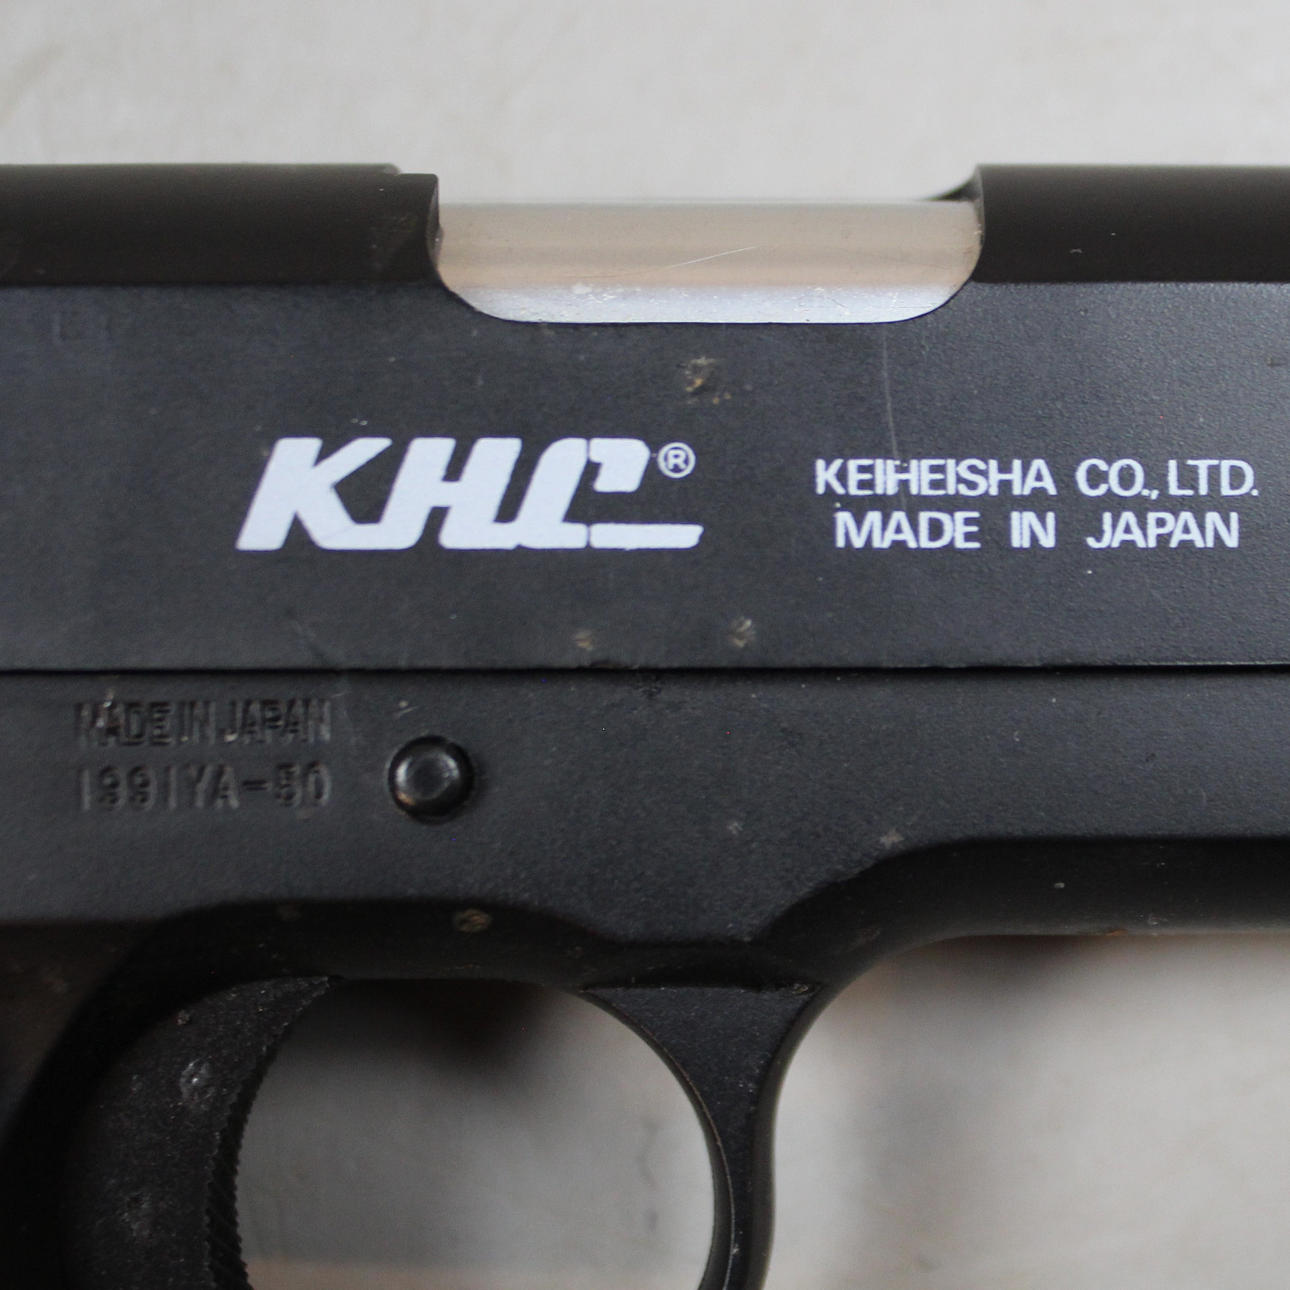 KHC®
KEIHEISHA CO., LTD.
MADE IN JAPAN
MADE IN JAPAN
1991YA-50